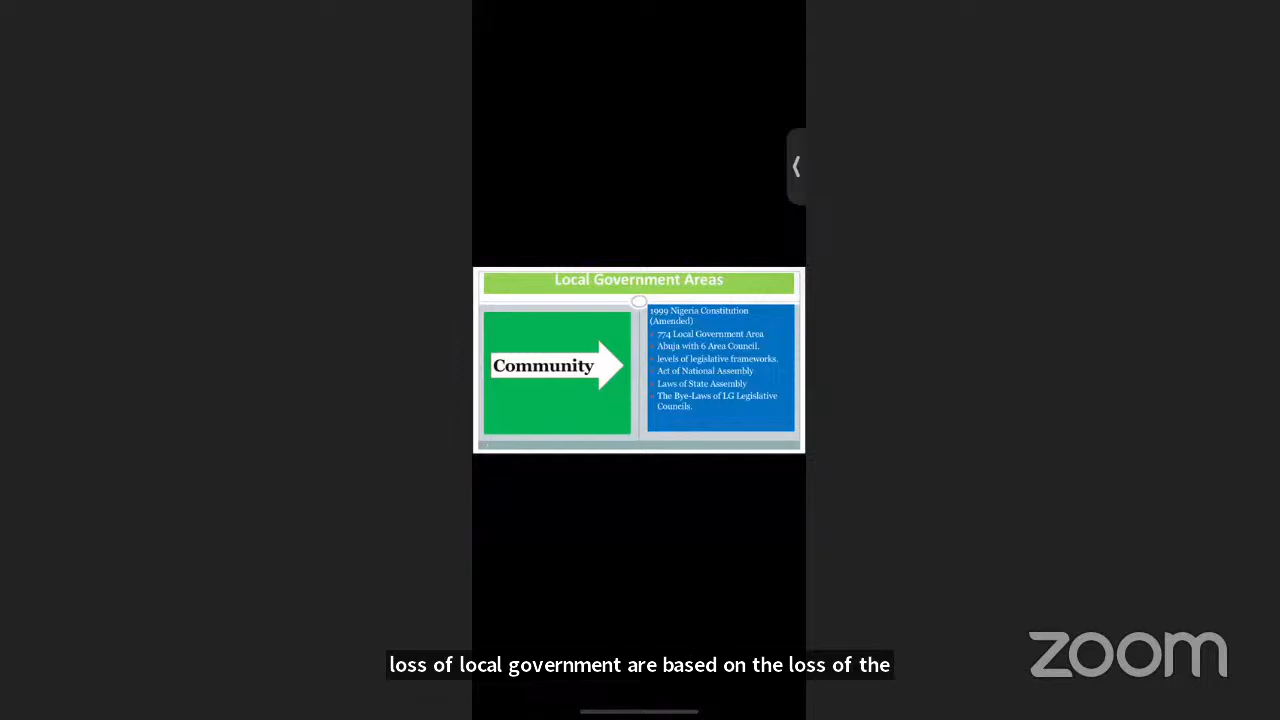 Local Government Areas
Community
1999 Nigeria Constitution
(Amended)
774 Local Government Area
Abuja with 6 Area Council.
levels of legislative frameworks.
Act of National Assembly
Laws of State Assembly
The Bye-Laws of LG Legislative
Councils.
loss of local government are based on the loss of the
zoom